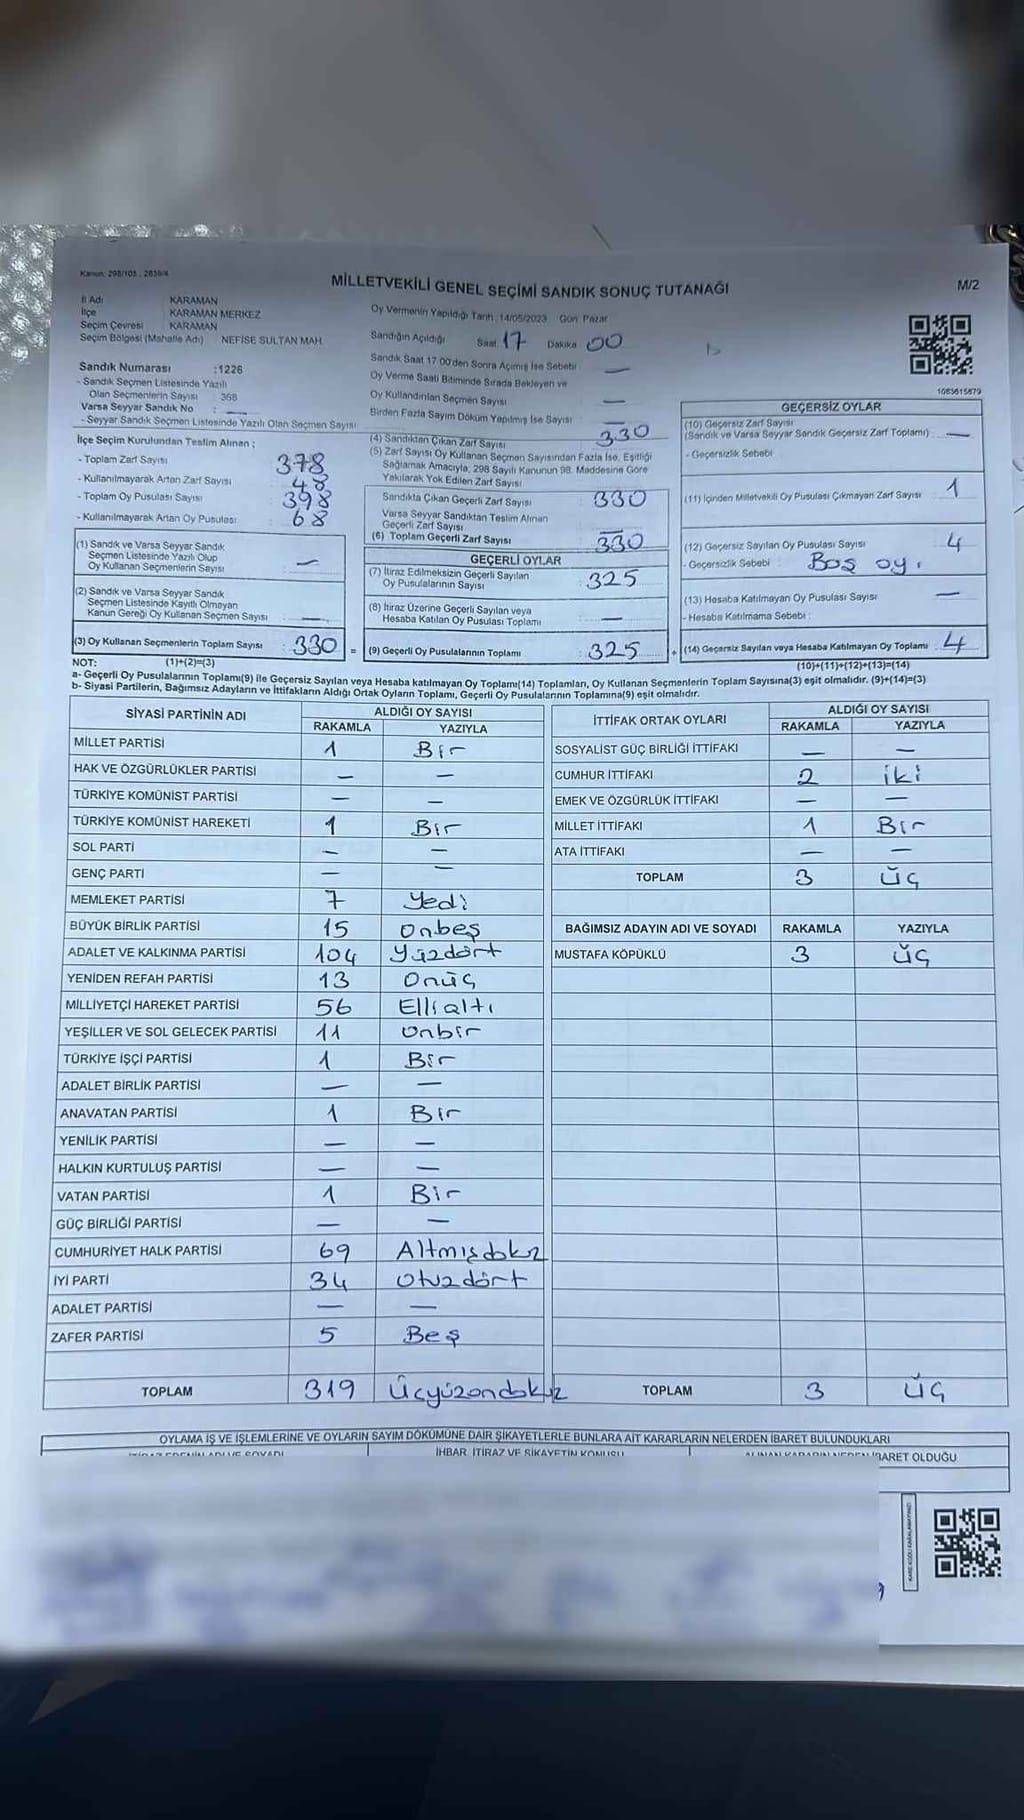 Kanun: 298/105 ; 2839/4
MİLLETVEKİLİ GENEL SEÇİMİ SANDIK SONUÇ TUTANAĞI
M/2
İl Adı KARAMAN
İlçe KARAMAN MERKEZ
Seçim Çevresi KARAMAN
Seçim Bölgesi (Mahalle Adı) NEFİSE SULTAN MAH.
Sandık Numarası :1226
- Sandık Seçmen Listesinde Yazılı
Olan Seçmenlerin Sayısı : 368
Varsa Seyyar Sandık No : —
- Seyyar Sandık Seçmen Listesinde Yazılı Olan Seçmen Sayısı
Oy Vermenin Yapıldığı Tarih :14/05/2023 Gün Pazar
Sandığın Açıldığı Saat 17 Dakika 00
Sandık Saat 17 00'den Sonra Açımış İse Sebebi —
Oy Verme Saati Bitiminde Sırada Bekleyen ve
Oy Kullandırılan Seçmen Sayısı —
Birden Fazla Sayım Döküm Yapılmış İse Sayısı —
1083615879
İlçe Seçim Kurulundan Teslim Alınan ;
- Toplam Zarf Sayısı 378
- Kullanılmayarak Artan Zarf Sayısı 48
- Toplam Oy Pusulası Sayısı 398
- Kullanılmayarak Artan Oy Pusulası 68
(1) Sandık ve Varsa Seyyar Sandık
Seçmen Listesinde Yazılı Olup
Oy Kullanan Seçmenlerin Sayısı —
(2) Sandık ve Varsa Seyyar Sandık
Seçmen Listesinde Kayıtlı Olmayan
Kanun Gereği Oy Kullanan Seçmen Sayısı : —
(3) Oy Kullanan Seçmenlerin Toplam Sayısı : 330 =
(4) Sandıktan Çıkan Zarf Sayısı 330
(5) Zarf Sayısı Oy Kullanan Seçmen Sayısından Fazla İse, Eşitliği
Sağlamak Amacıyla, 298 Sayılı Kanunun 98. Maddesine Göre
Yakılarak Yok Edilen Zarf Sayısı
Sandıkta Çıkan Geçerli Zarf Sayısı : 330
Varsa Seyyar Sandıktan Teslim Alınan
Geçerli Zarf Sayısı —
(6) Toplam Geçerli Zarf Sayısı 330
GEÇERLİ OYLAR
(7) İtiraz Edilmeksizin Geçerli Sayılan
Oy Pusulalarının Sayısı : 325
(8) İtiraz Üzerine Geçerli Sayılan veya
Hesaba Katılan Oy Pusulası Toplamı : —
(9) Geçerli Oy Pusulalarının Toplamı : 325 +
GEÇERSİZ OYLAR
(10) Geçersiz Zarf Sayısı
(Sandık ve Varsa Seyyar Sandık Geçersiz Zarf Toplamı) : —
- Geçersizlik Sebebi :
(11) İçinden Milletvekili Oy Pusulası Çıkmayan Zarf Sayısı : 1
(12) Geçersiz Sayılan Oy Pusulası Sayısı : 4
- Geçersizlik Sebebi : Boş oy.
(13) Hesaba Katılmayan Oy Pusulası Sayısı : —
- Hesaba Katılmama Sebebi :
(14) Geçersiz Sayılan veya Hesaba Katılmayan Oy Toplamı : 4
NOT: (1)+(2)=(3)
(10)+(11)+(12)+(13)=(14)
a- Geçerli Oy Pusulalarının Toplamı(9) ile Geçersiz Sayılan veya Hesaba katılmayan Oy Toplamı(14) Toplamları, Oy Kullanan Seçmenlerin Toplam Sayısına(3) eşit olmalıdır. (9)+(14)=(3)
b- Siyasi Partilerin, Bağımsız Adayların ve İttifakların Aldığı Ortak Oyların Toplamı, Geçerli Oy Pusulalarının Toplamına(9) eşit olmalıdır.
SİYASİ PARTİNİN ADI ALDIĞI OY SAYISI
RAKAMLA YAZIYLA
MİLLET PARTİSİ 1 Bir
HAK VE ÖZGÜRLÜKLER PARTİSİ — —
TÜRKİYE KOMÜNİST PARTİSİ — —
TÜRKİYE KOMÜNİST HAREKETİ 1 Bir
SOL PARTİ — —
GENÇ PARTİ — —
MEMLEKET PARTİSİ 7 Yedi
BÜYÜK BİRLİK PARTİSİ 15 Onbeş
ADALET VE KALKINMA PARTİSİ 104 Yüzdört
YENİDEN REFAH PARTİSİ 13 Onüç
MİLLİYETÇİ HAREKET PARTİSİ 56 Ellialtı
YEŞİLLER VE SOL GELECEK PARTİSİ 11 Onbir
TÜRKİYE İŞÇİ PARTİSİ 1 Bir
ADALET BİRLİK PARTİSİ — —
ANAVATAN PARTİSİ 1 Bir
YENİLİK PARTİSİ — —
HALKIN KURTULUŞ PARTİSİ — —
VATAN PARTİSİ 1 Bir
GÜÇ BİRLİĞİ PARTİSİ — —
CUMHURİYET HALK PARTİSİ 69 Altmışdokz
İYİ PARTİ 34 Otuzdört
ADALET PARTİSİ — —
ZAFER PARTİSİ 5 Beş
TOPLAM 319 Üçyüzondokuz
İTTİFAK ORTAK OYLARI ALDIĞI OY SAYISI
RAKAMLA YAZIYLA
SOSYALİST GÜÇ BİRLİĞİ İTTİFAKI — —
CUMHUR İTTİFAKI 2 iki
EMEK VE ÖZGÜRLÜK İTTİFAKI — —
MİLLET İTTİFAKI 1 Bir
ATA İTTİFAKI — —
TOPLAM 3 üç
BAĞIMSIZ ADAYIN ADI VE SOYADI RAKAMLA YAZIYLA
MUSTAFA KÖPÜKLÜ 3 üç
TOPLAM 3 üç
OYLAMA İŞ VE İŞLEMLERİNE VE OYLARIN SAYIM DÖKÜMÜNE DAİR ŞİKAYETLERLE BUNLARA AİT KARARLARIN NELERDEN İBARET BULUNDUKLARI
İTİRAZ EDENİN ADI VE SOYADI İHBAR, İTİRAZ VE ŞİKAYETİN KONUSU ALINAN KARARIN NEDEN İBARET OLDUĞU